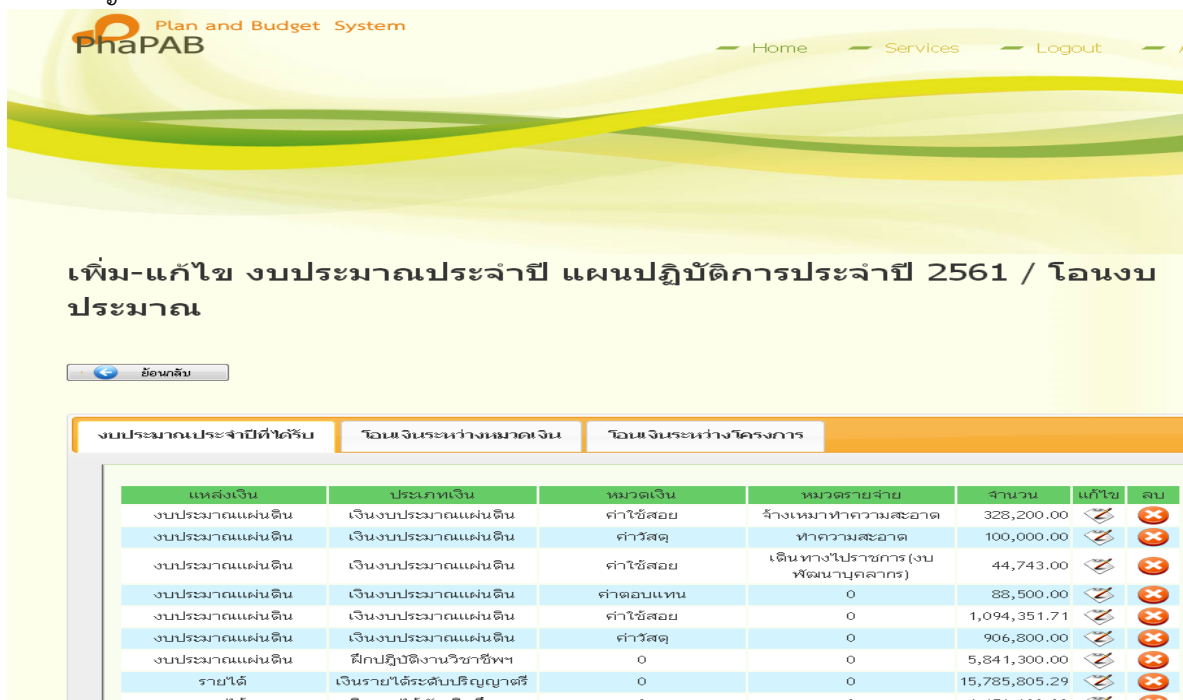 Plan and Budget System
PhaPAB
Home Services Logout
เพิ่ม-แก้ไข งบประมาณประจำปี แผนปฏิบัติการประจำปี 2561 / โอนงบ
ประมาณ
ย้อนกลับ
งบประมาณประจำปีที่ได้รับ โอนเงินระหว่างหมวดเงิน โอนเงินระหว่างโครงการ
แหล่งเงิน ประเภทเงิน หมวดเงิน หมวดรายจ่าย จำนวน แก้ไข ลบ
งบประมาณแผ่นดิน เงินงบประมาณแผ่นดิน ค่าใช้สอย จ้างเหมาทำความสะอาด 328,200.00
งบประมาณแผ่นดิน เงินงบประมาณแผ่นดิน ค่าวัสดุ ทำความสะอาด 100,000.00
งบประมาณแผ่นดิน เงินงบประมาณแผ่นดิน ค่าใช้สอย เดินทางไปราชการ(งบ
พัฒนาบุคลากร) 44,743.00
งบประมาณแผ่นดิน เงินงบประมาณแผ่นดิน ค่าตอบแทน 0 88,500.00
งบประมาณแผ่นดิน เงินงบประมาณแผ่นดิน ค่าใช้สอย 0 1,094,351.71
งบประมาณแผ่นดิน เงินงบประมาณแผ่นดิน ค่าวัสดุ 0 906,800.00
งบประมาณแผ่นดิน ฝึกปฏิบัติงานวิชาชีพฯ 0 0 5,841,300.00
รายได้ เงินรายได้ระดับปริญญาตรี 0 0 15,785,805.29